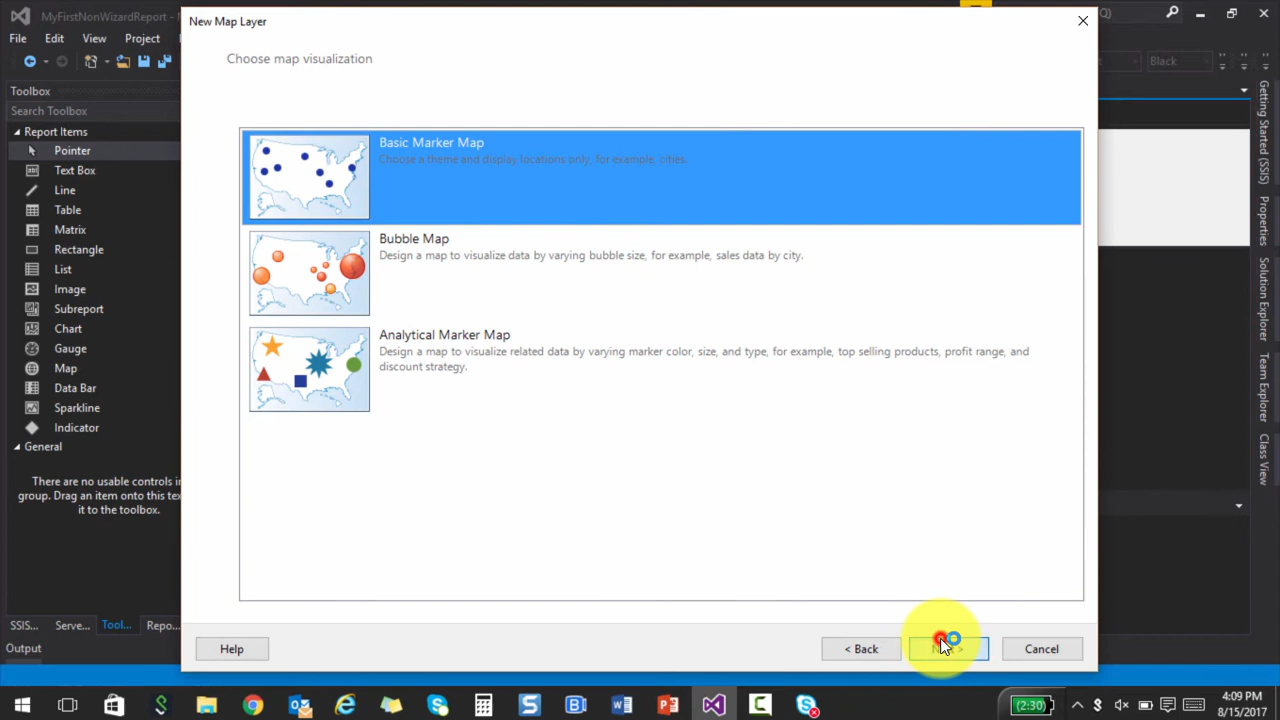 MyFirstNonWizardReport - M
New Map Layer
File Edit View Project
Choose map visualization
Black
Toolbox
Search Toolbox
Report Items
Pointer
Text Box
Line
Table
Matrix
Rectangle
List
Image
Subreport
Chart
Gauge
Map
Data Bar
Sparkline
Indicator
General
There are no usable controls in
group. Drag an item onto this tex
it to the toolbox.
Basic Marker Map
Choose a theme and display locations only, for example, cities.
Bubble Map
Design a map to visualize data by varying bubble size, for example, sales data by city.
Analytical Marker Map
Design a map to visualize related data by varying marker color, size, and type, for example, top selling products, profit range, and
discount strategy.
Getting Started (SSIS)
Properties
Solution Explorer
Team Explorer
Class View
SSIS... Serve... Tool... Repo...
Output
Help
< Back
Cancel
(2:30)
4:09 PM
8/15/2017